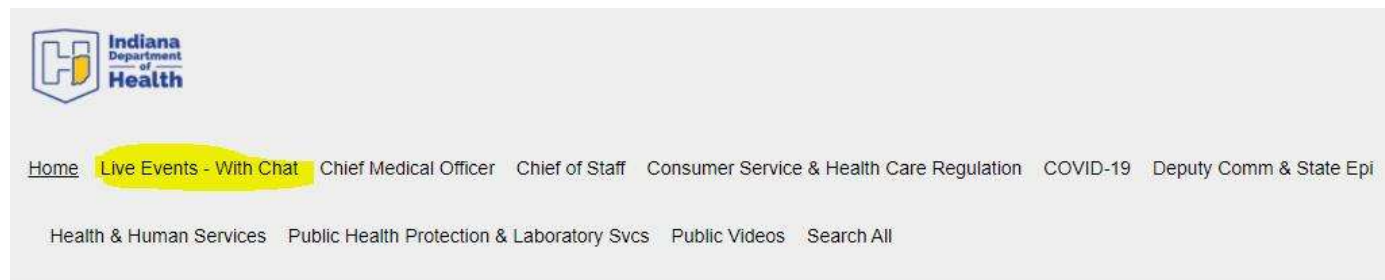 Indiana
Department
of
Health
Home Live Events - With Chat Chief Medical Officer Chief of Staff Consumer Service & Health Care Regulation COVID-19 Deputy Comm & State Epi
Health & Human Services Public Health Protection & Laboratory Svcs Public Videos Search All